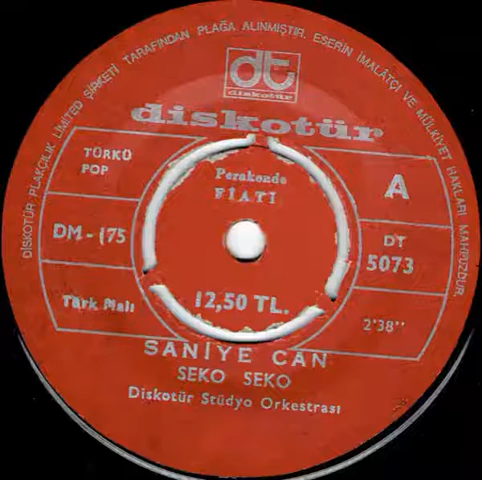 DİSKOTÜR PLAKÇILIK LİMİTED ŞİRKETİ TARAFINDAN PLAĞA ALINMIŞTIR. ESERİN İMALÂTÇI VE MÜLKİYET HAKLARI MAHFUZDUR.
dt
diskotür
diskotür
TÜRKÜ
POP
Perakende
FİATI
A
DM - 175
DT
5073
Türk Malı
12,50 TL.
2'38"
SANİYE CAN
SEKO SEKO
Diskotür Stüdyo Orkestrası